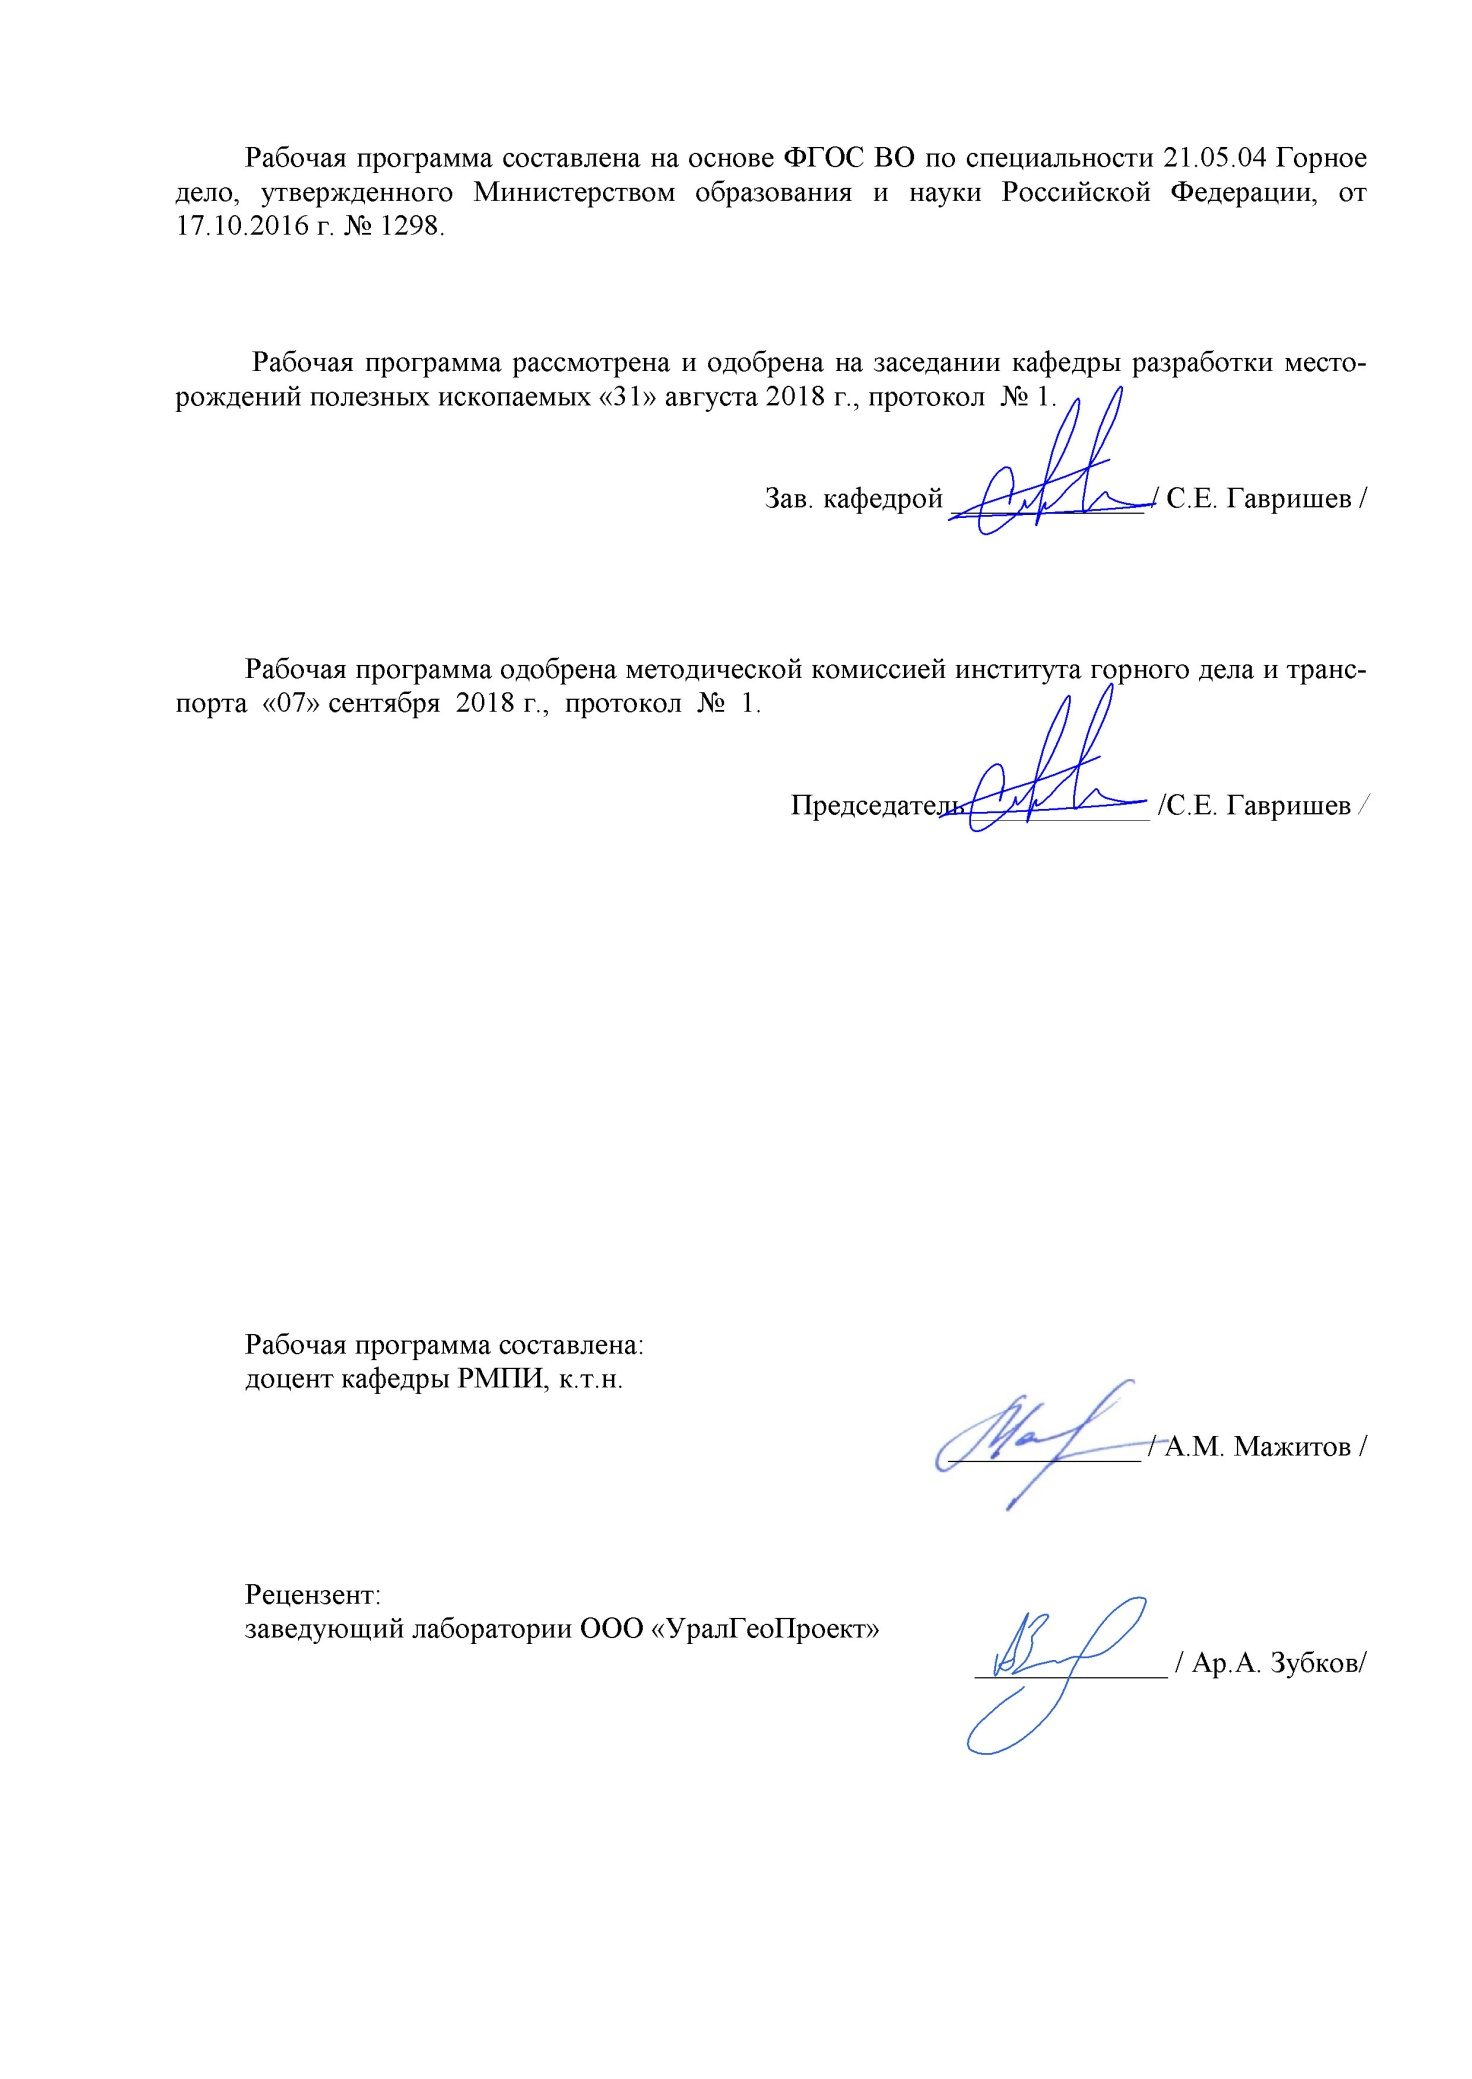 Рабочая программа составлена на основе ФГОС ВО по специальности 21.05.04 Горное
дело, утвержденного Министерством образования и науки Российской Федерации, от
17.10.2016 г. № 1298.
Рабочая программа рассмотрена и одобрена на заседании кафедры разработки место-
рождений полезных ископаемых «31» августа 2018 г., протокол № 1.
Зав. кафедрой ______________/ С.Е. Гавришев /
Рабочая программа одобрена методической комиссией института горного дела и транс-
порта «07» сентября 2018 г., протокол № 1.
Председатель _____________ /С.Е. Гавришев /
Рабочая программа составлена:
доцент кафедры РМПИ, к.т.н.
______________/ А.М. Мажитов /
Рецензент:
заведующий лаборатории ООО «УралГеоПроект»
______________ / Ар.А. Зубков/